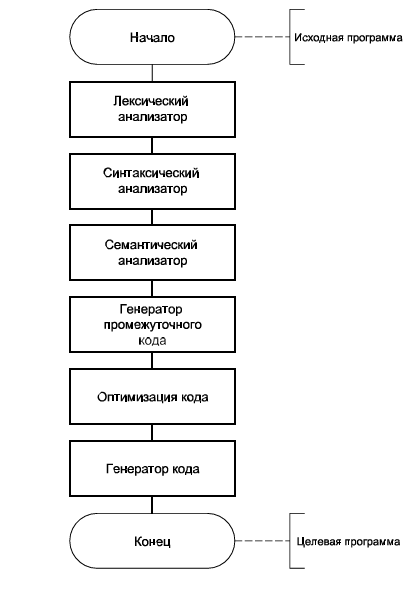 Начало
Исходная программа
Лексический
анализатор
Синтаксический
анализатор
Семантический
анализатор
Генератор
промежуточного
кода
Оптимизация кода
Генератор кода
Конец
Целевая программа